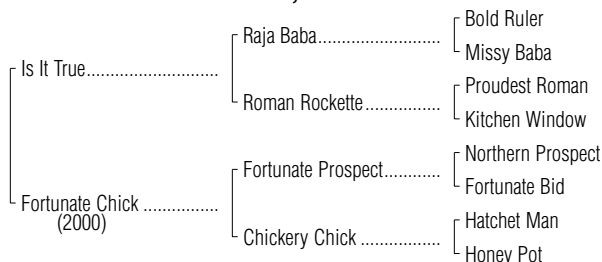 Bold Ruler
Raja Baba........................
Missy Baba
Is It True..........................
Proudest Roman
Roman Rockette...............
Kitchen Window
Northern Prospect
Fortunate Prospect...........
Fortunate Bid
Fortunate Chick ...............
(2000)
Hatchet Man
Chickery Chick ................
Honey Pot